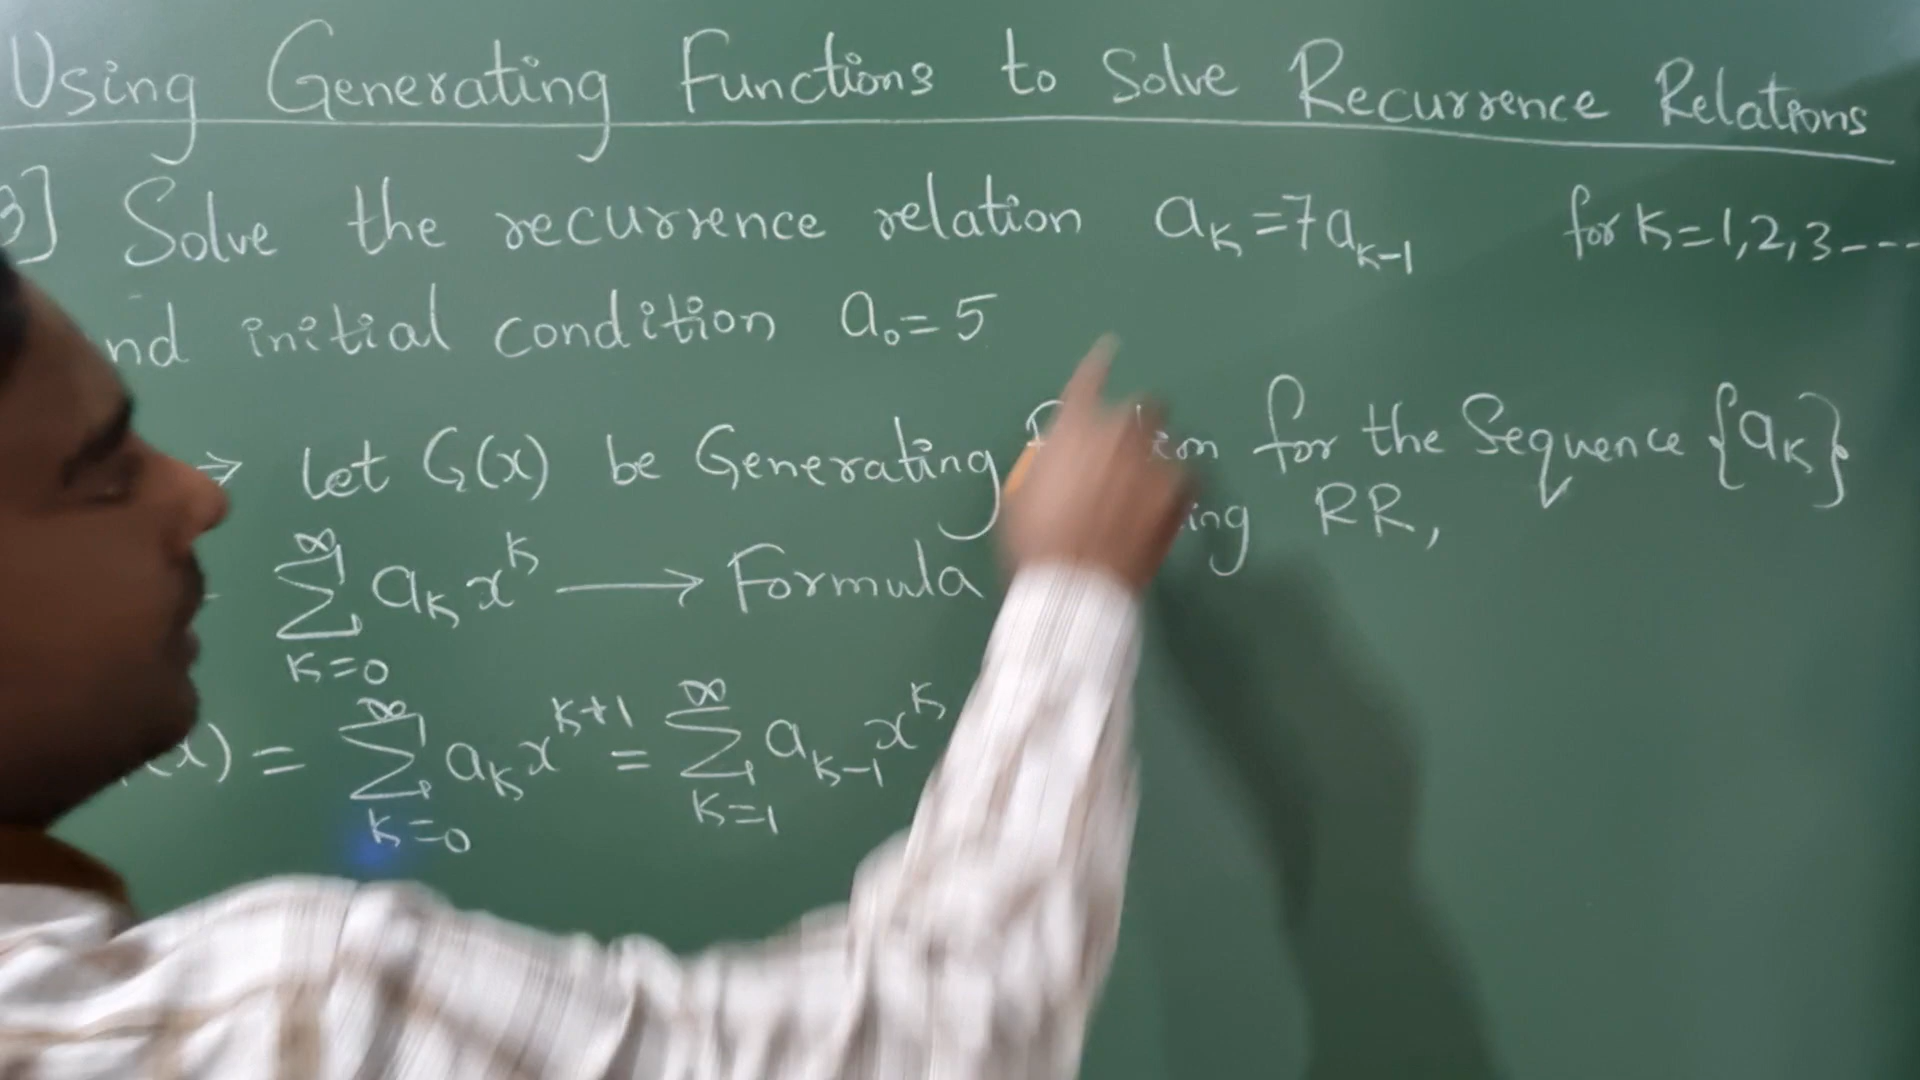 Using Generating Functions to Solve Recurrence Relations
3] Solve the recurrence relation aₖ = 7aₖ₋₁ for k=1,2,3---
nd initial condition a₀ = 5
⇒ Let G(x) be Generating for the Sequence {aₖ}
ing RR,
∞
∑ aₖ xᵏ ⟶ Formula
k=0
(x) = ∑ aₖ xᵏ⁺¹ = ∑ aₖ₋₁ xᵏ
∞ ∞
k=0 k=1